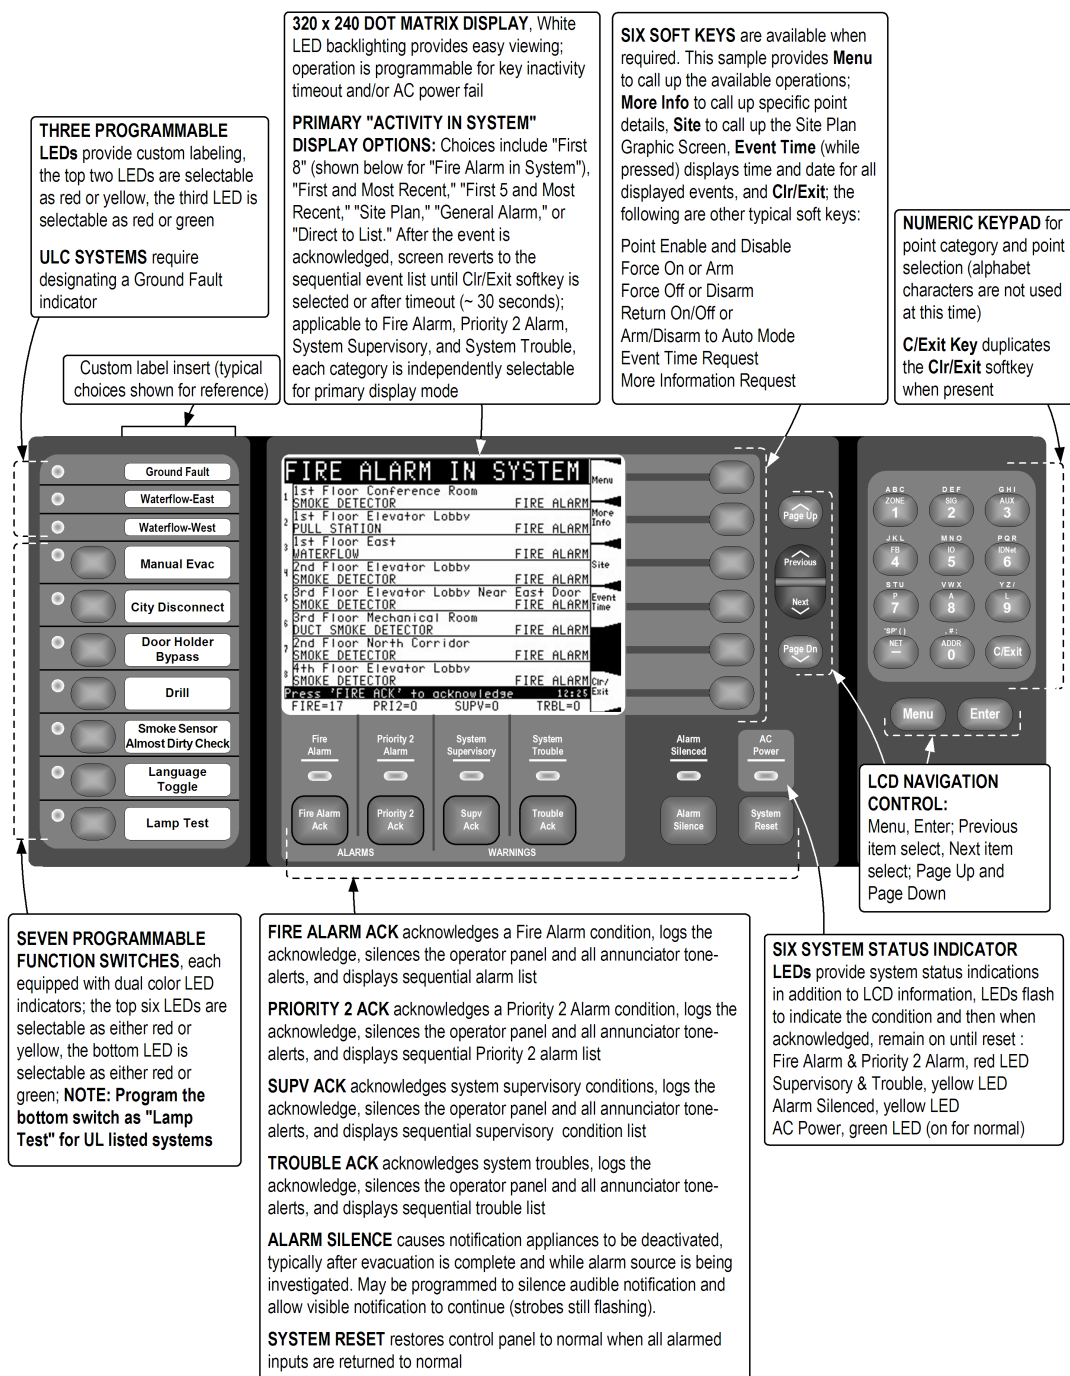 320 x 240 DOT MATRIX DISPLAY, White
LED backlighting provides easy viewing;
operation is programmable for key inactivity
timeout and/or AC power fail
PRIMARY "ACTIVITY IN SYSTEM"
DISPLAY OPTIONS: Choices include "First
8" (shown below for "Fire Alarm in System"),
"First and Most Recent," "First 5 and Most
Recent," "Site Plan," "General Alarm," or
"Direct to List." After the event is
acknowledged, screen reverts to the
sequential event list until Clr/Exit softkey is
selected or after timeout (~ 30 seconds);
applicable to Fire Alarm, Priority 2 Alarm,
System Supervisory, and System Trouble,
each category is independently selectable
for primary display mode
SIX SOFT KEYS are available when
required. This sample provides Menu
to call up the available operations;
More Info to call up specific point
details, Site to call up the Site Plan
Graphic Screen, Event Time (while
pressed) displays time and date for all
displayed events, and Clr/Exit; the
following are other typical soft keys:
Point Enable and Disable
Force On or Arm
Force Off or Disarm
Return On/Off or
Arm/Disarm to Auto Mode
Event Time Request
More Information Request
THREE PROGRAMMABLE
LEDs provide custom labeling,
the top two LEDs are selectable
as red or yellow, the third LED is
selectable as red or green
ULC SYSTEMS require
designating a Ground Fault
indicator
NUMERIC KEYPAD for
point category and point
selection (alphabet
characters are not used
at this time)
C/Exit Key duplicates
the Clr/Exit softkey
when present
Custom label insert (typical
choices shown for reference)
Ground Fault
Waterflow-East
Waterflow-West
Manual Evac
City Disconnect
Door Holder
Bypass
Drill
Smoke Sensor
Almost Dirty Check
Language
Toggle
Lamp Test
FIRE ALARM IN SYSTEM
1 1st Floor Conference Room
SMOKE DETECTOR FIRE ALARM
2 1st Floor Elevator Lobby
PULL STATION FIRE ALARM
3 1st Floor East
WATERFLOW FIRE ALARM
4 2nd Floor Elevator Lobby
SMOKE DETECTOR FIRE ALARM
5 3rd Floor Elevator Lobby Near East Door
SMOKE DETECTOR FIRE ALARM
6 3rd Floor Mechanical Room
DUCT SMOKE DETECTOR FIRE ALARM
7 2nd Floor North Corridor
SMOKE DETECTOR FIRE ALARM
8 4th Floor Elevator Lobby
SMOKE DETECTOR FIRE ALARM
Press 'FIRE ACK' to acknowledge 12:25
FIRE=17 PRI2=0 SUPV=0 TRBL=0
Menu
More
Info
Site
Event
Time
Clr/
Exit
Page Up
Previous
Next
Page Dn
A B C
ZONE
1
D E F
SIG
2
G H I
AUX
3
J K L
FB
4
M N O
IO
5
P Q R
IDNet
6
S T U
P
7
V W X
A
8
Y Z /
L
9
'SP' ( )
NET
–
. # :
ADDR
0
C/Exit
Menu
Enter
Fire
Alarm
Priority 2
Alarm
System
Supervisory
System
Trouble
Alarm
Silenced
AC
Power
Fire Alarm
Ack
Priority 2
Ack
Supv
Ack
Trouble
Ack
Alarm
Silence
System
Reset
ALARMS
WARNINGS
LCD NAVIGATION
CONTROL:
Menu, Enter; Previous
item select, Next item
select; Page Up and
Page Down
SEVEN PROGRAMMABLE
FUNCTION SWITCHES, each
equipped with dual color LED
indicators; the top six LEDs are
selectable as either red or
yellow, the bottom LED is
selectable as either red or
green; NOTE: Program the
bottom switch as "Lamp
Test" for UL listed systems
FIRE ALARM ACK acknowledges a Fire Alarm condition, logs the
acknowledge, silences the operator panel and all annunciator tone-
alerts, and displays sequential alarm list
PRIORITY 2 ACK acknowledges a Priority 2 Alarm condition, logs the
acknowledge, silences the operator panel and all annunciator tone-
alerts, and displays sequential Priority 2 alarm list
SUPV ACK acknowledges system supervisory conditions, logs the
acknowledge, silences the operator panel and all annunciator tone-
alerts, and displays sequential supervisory condition list
TROUBLE ACK acknowledges system troubles, logs the
acknowledge, silences the operator panel and all annunciator tone-
alerts, and displays sequential trouble list
ALARM SILENCE causes notification appliances to be deactivated,
typically after evacuation is complete and while alarm source is being
investigated. May be programmed to silence audible notification and
allow visible notification to continue (strobes still flashing).
SYSTEM RESET restores control panel to normal when all alarmed
inputs are returned to normal
SIX SYSTEM STATUS INDICATOR
LEDs provide system status indications
in addition to LCD information, LEDs flash
to indicate the condition and then when
acknowledged, remain on until reset :
Fire Alarm & Priority 2 Alarm, red LED
Supervisory & Trouble, yellow LED
Alarm Silenced, yellow LED
AC Power, green LED (on for normal)